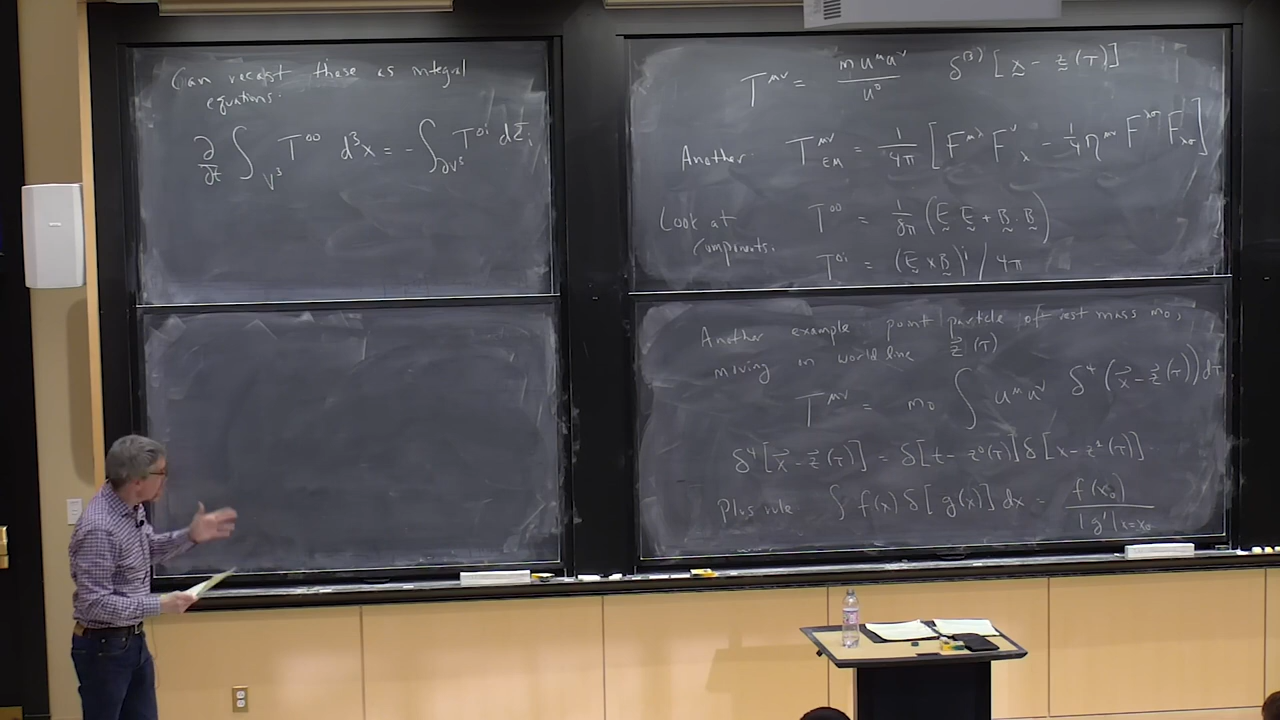 Can recast these as integral
equations.
∂/∂t ∫_{V³} T⁰⁰ d³x = - ∫_{∂V³} T⁰ⁱ dΣᵢ
T^{μν} = m u^μ u^ν / u⁰ δ⁽³⁾ [x - z(τ)]
Another: T^{μν}_{EM} = 1/4π [F^{μλ} F^ν_λ - 1/4 η^{μν} F^{λσ} F_{λσ}]
Look at components. T⁰⁰ = 1/8π (E·E + B·B)
T⁰ⁱ = (E × B)ⁱ / 4π
Another example point particle of rest mass m₀,
moving on worldline z⃗(τ)
T^{μν} = m₀ ∫ u^μ u^ν δ⁴(x⃗ - z⃗(τ)) dτ
δ⁴[x⃗ - z⃗(τ)] = δ[t - z⁰(τ)] δ[x - z¹(τ)]...
Plus rule: ∫ f(x) δ[g(x)] dx = f(x₀) / |g'|_{x=x₀}